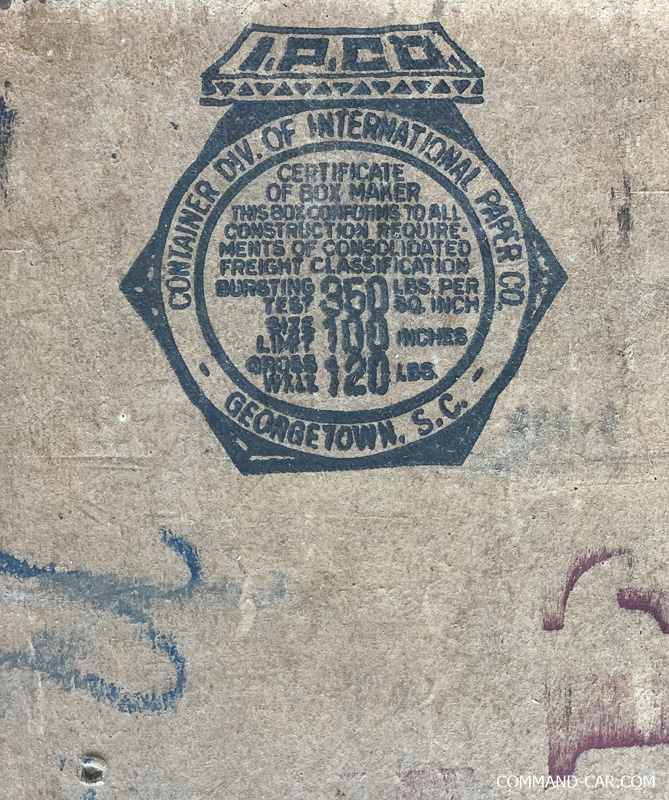 I.P.CO.
CONTAINER DIV. OF INTERNATIONAL PAPER CO.
CERTIFICATE
OF BOX MAKER
THIS BOX CONFORMS TO ALL
CONSTRUCTION REQUIRE-
MENTS OF CONSOLIDATED
FREIGHT CLASSIFICATION
BURSTING TEST 350 LBS. PER SQ. INCH
SIZE LIMIT 100 INCHES
GROSS WT.LT. 120 LBS.
- GEORGETOWN, S.C. -
COMMAND-CAR.COM